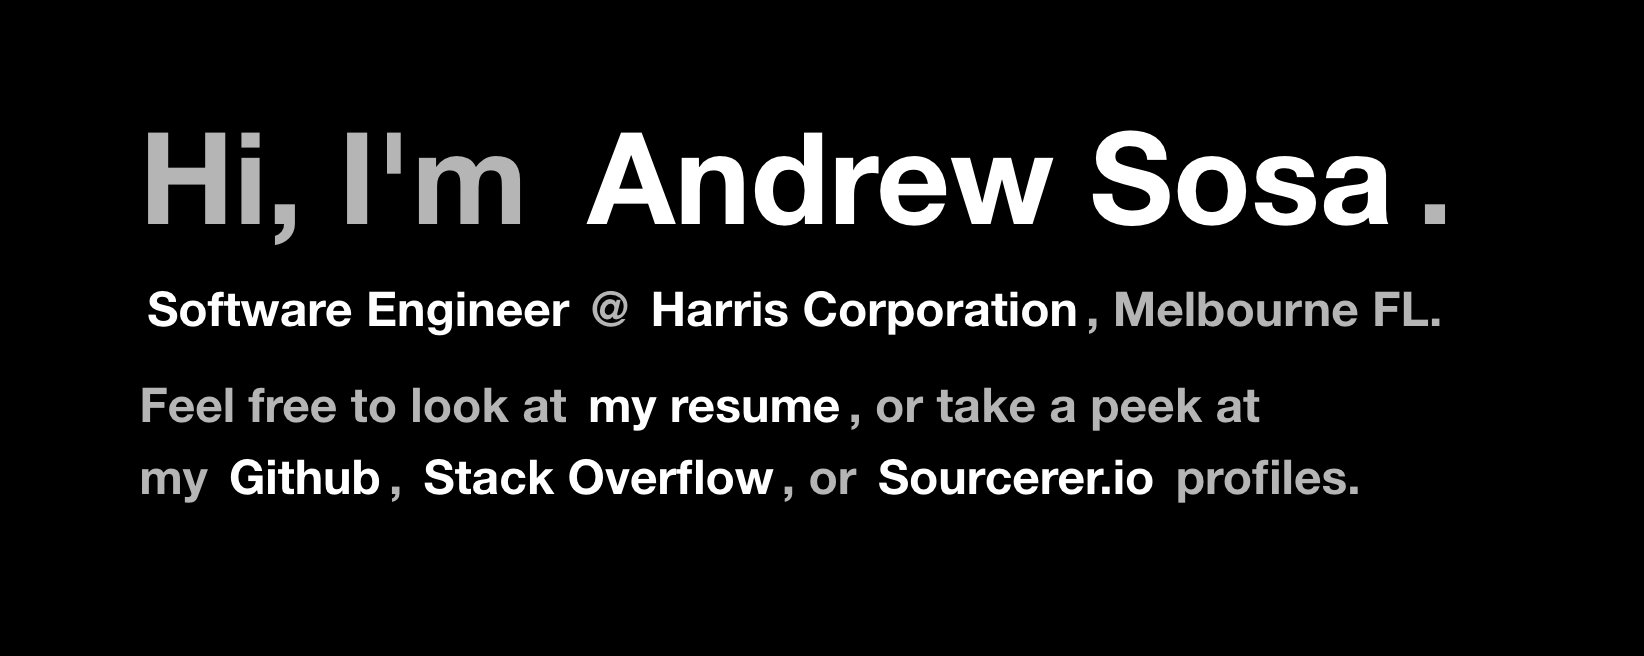 Hi, I'm Andrew Sosa.
Software Engineer @ Harris Corporation, Melbourne FL.
Feel free to look at my resume, or take a peek at
my Github, Stack Overflow, or Sourcerer.io profiles.